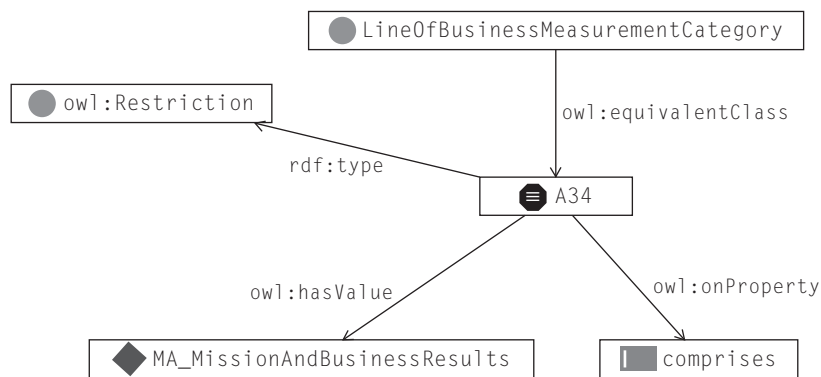 LineOfBusinessMeasurementCategory
owl:Restriction
owl:equivalentClass
rdf:type
A34
owl:hasValue
owl:onProperty
MA_MissionAndBusinessResults
comprises